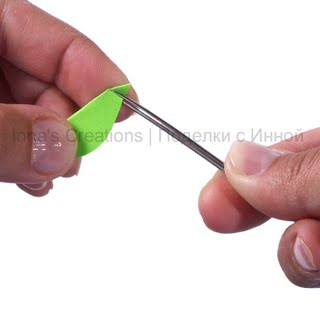 Inna's Creations | Поделки с Инной